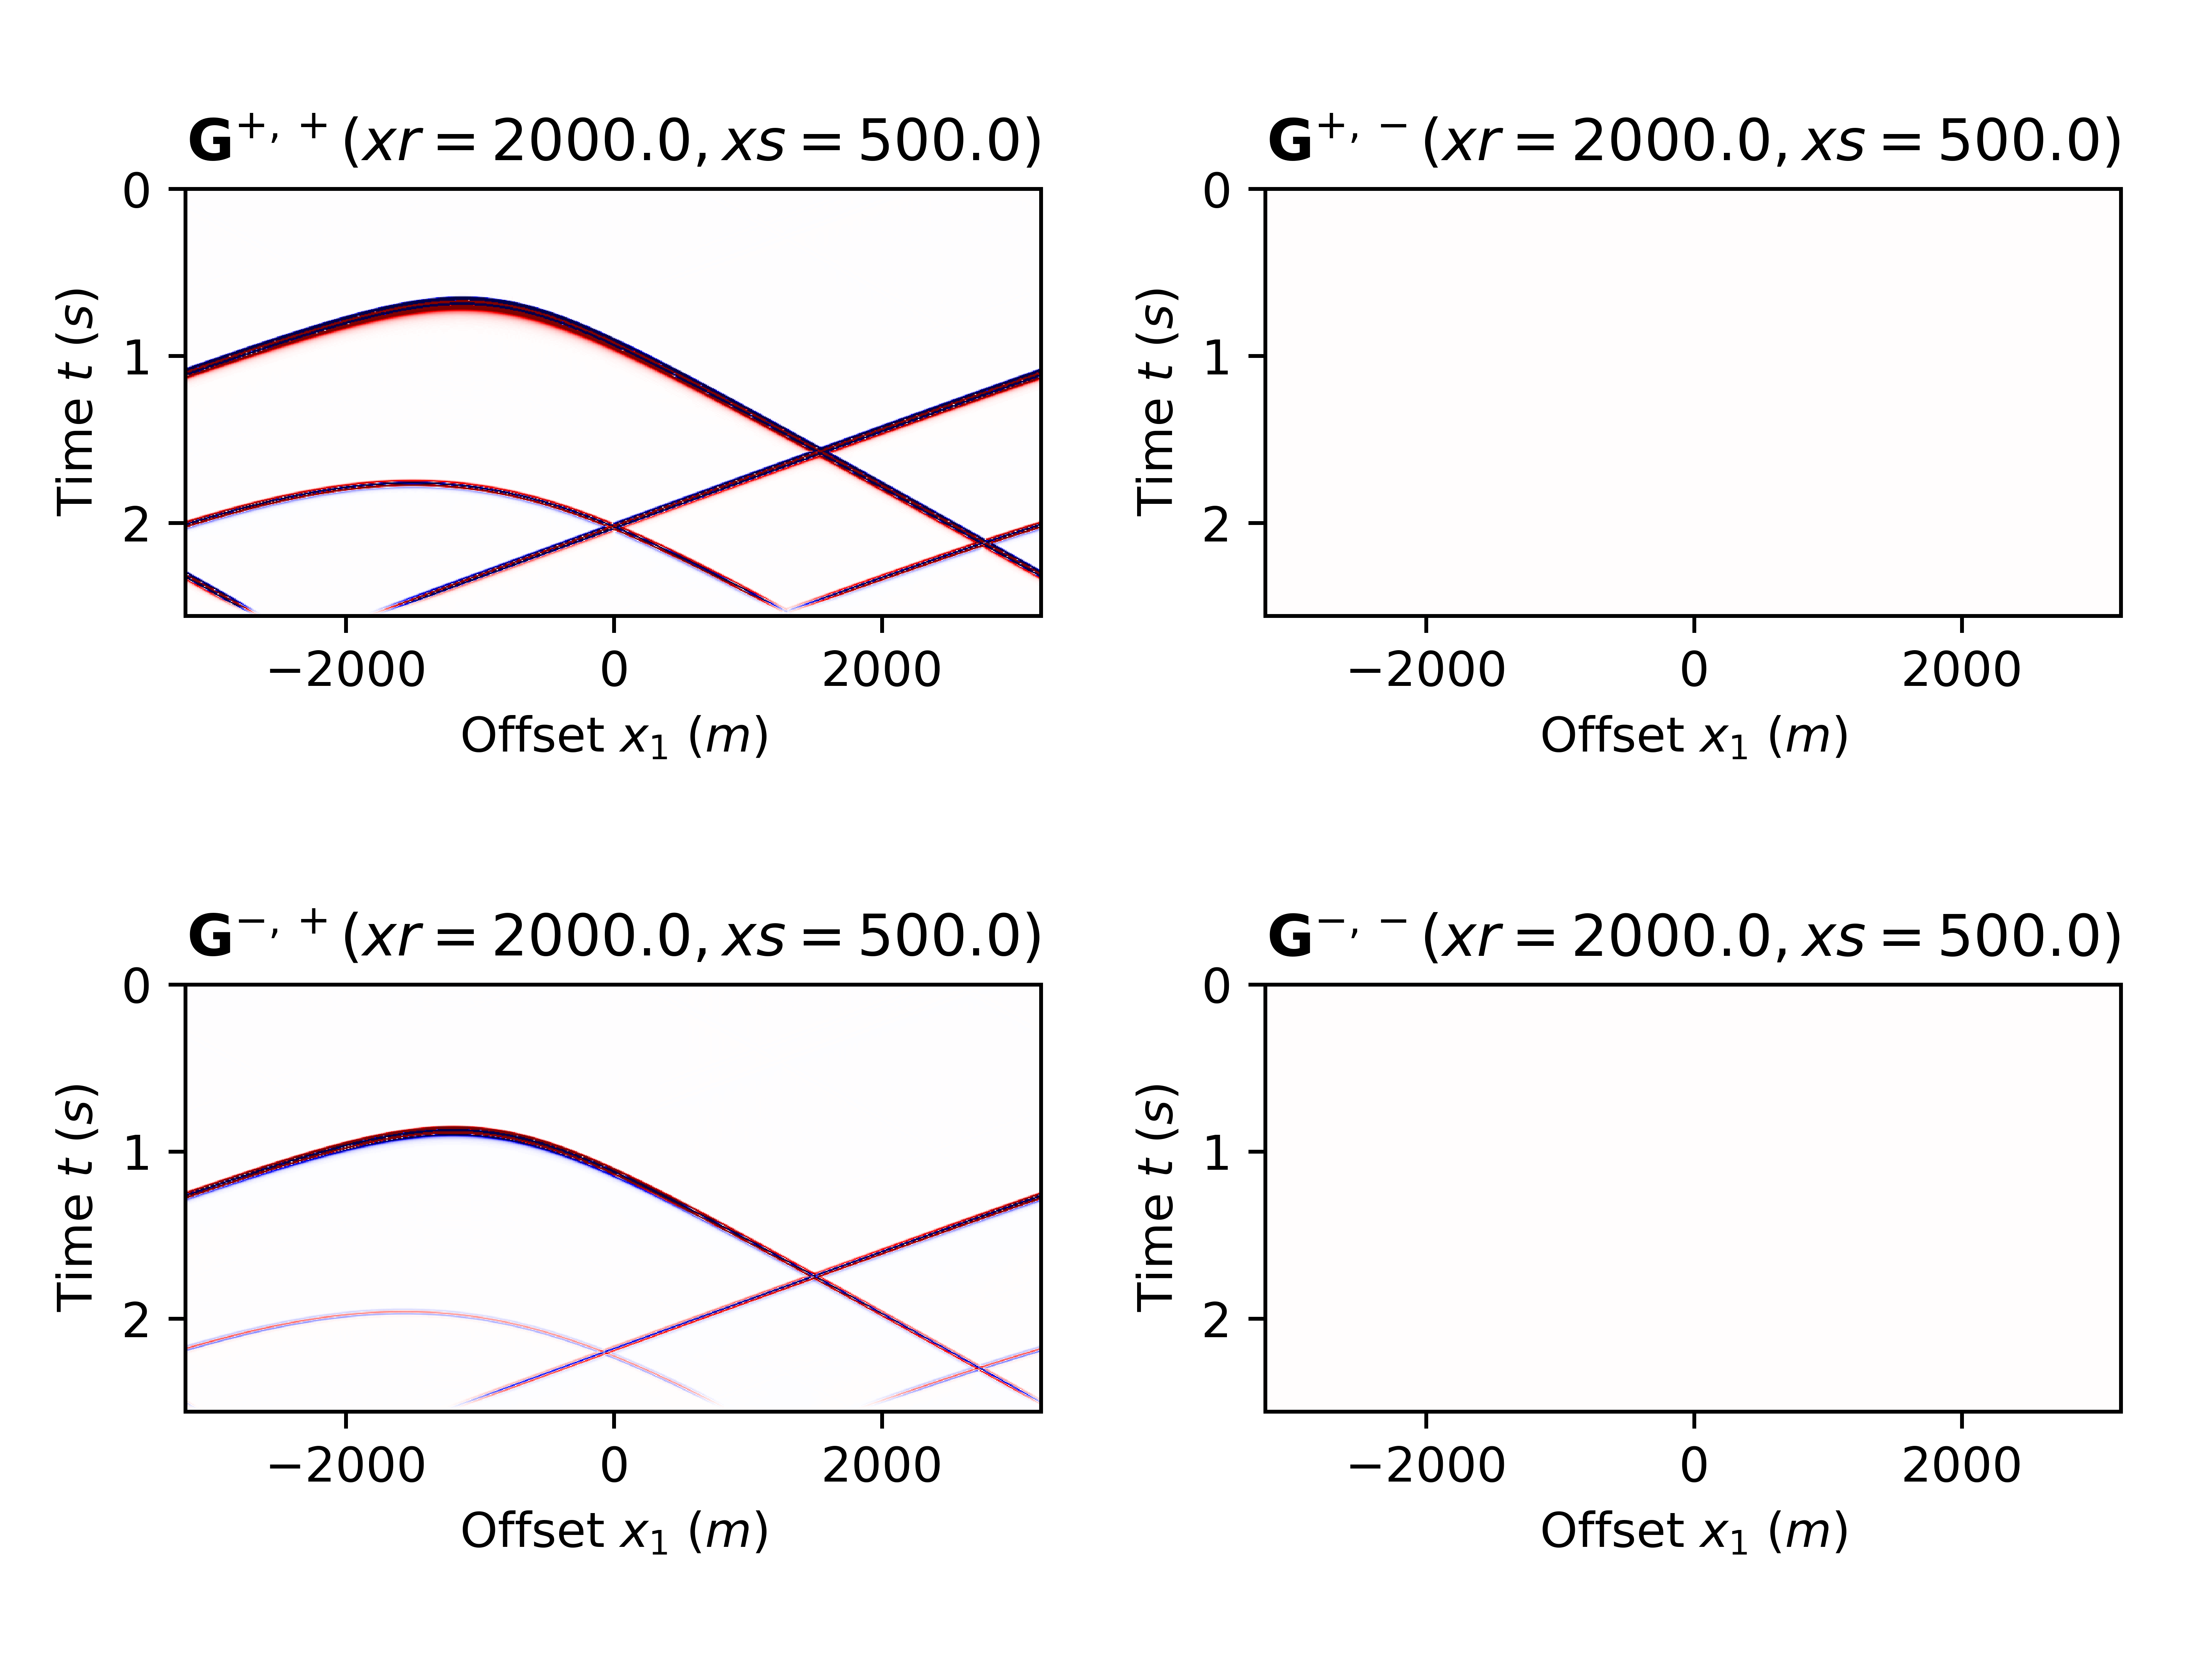 G+, +(xr = 2000.0, xs = 500.0)
0
1
2
Time t (s)
−2000 0 2000
Offset x1 (m)
G+, −(xr = 2000.0, xs = 500.0)
0
1
2
Time t (s)
−2000 0 2000
Offset x1 (m)
G−, +(xr = 2000.0, xs = 500.0)
0
1
2
Time t (s)
−2000 0 2000
Offset x1 (m)
G−, −(xr = 2000.0, xs = 500.0)
0
1
2
Time t (s)
−2000 0 2000
Offset x1 (m)